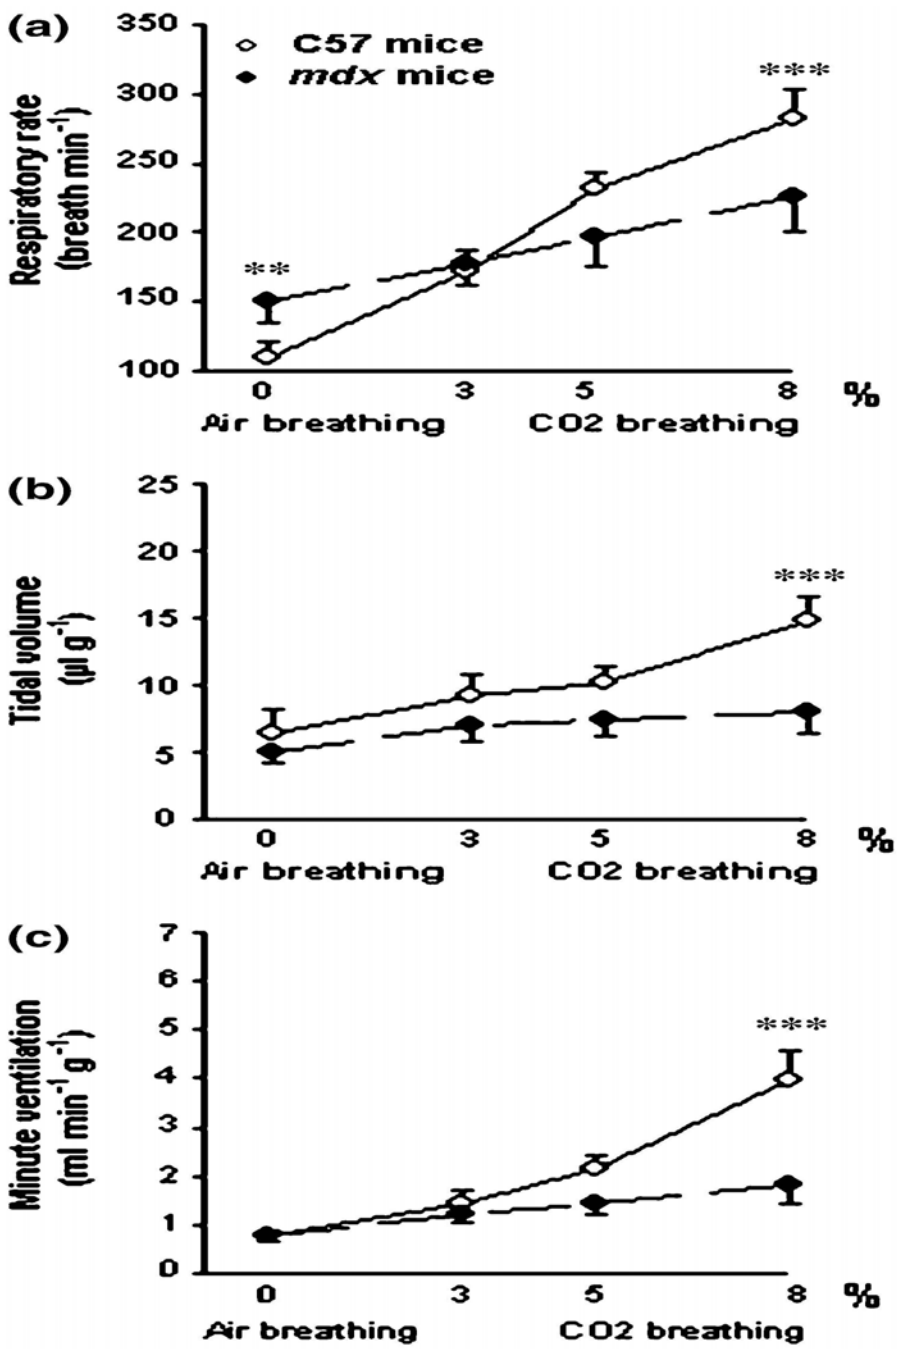 (a)
Respiratory rate
(breath min⁻¹)
350
300
250
200
150
100
C57 mice
mdx mice
**
***
0 3 5 8 %
Air breathing CO2 breathing
(b)
Tidal volume
(µl g⁻¹)
25
20
15
10
5
0
***
0 3 5 8 %
Air breathing CO2 breathing
(c)
Minute ventilation
(ml min⁻¹ g⁻¹)
7
6
5
4
3
2
1
0
***
0 3 5 8 %
Air breathing CO2 breathing